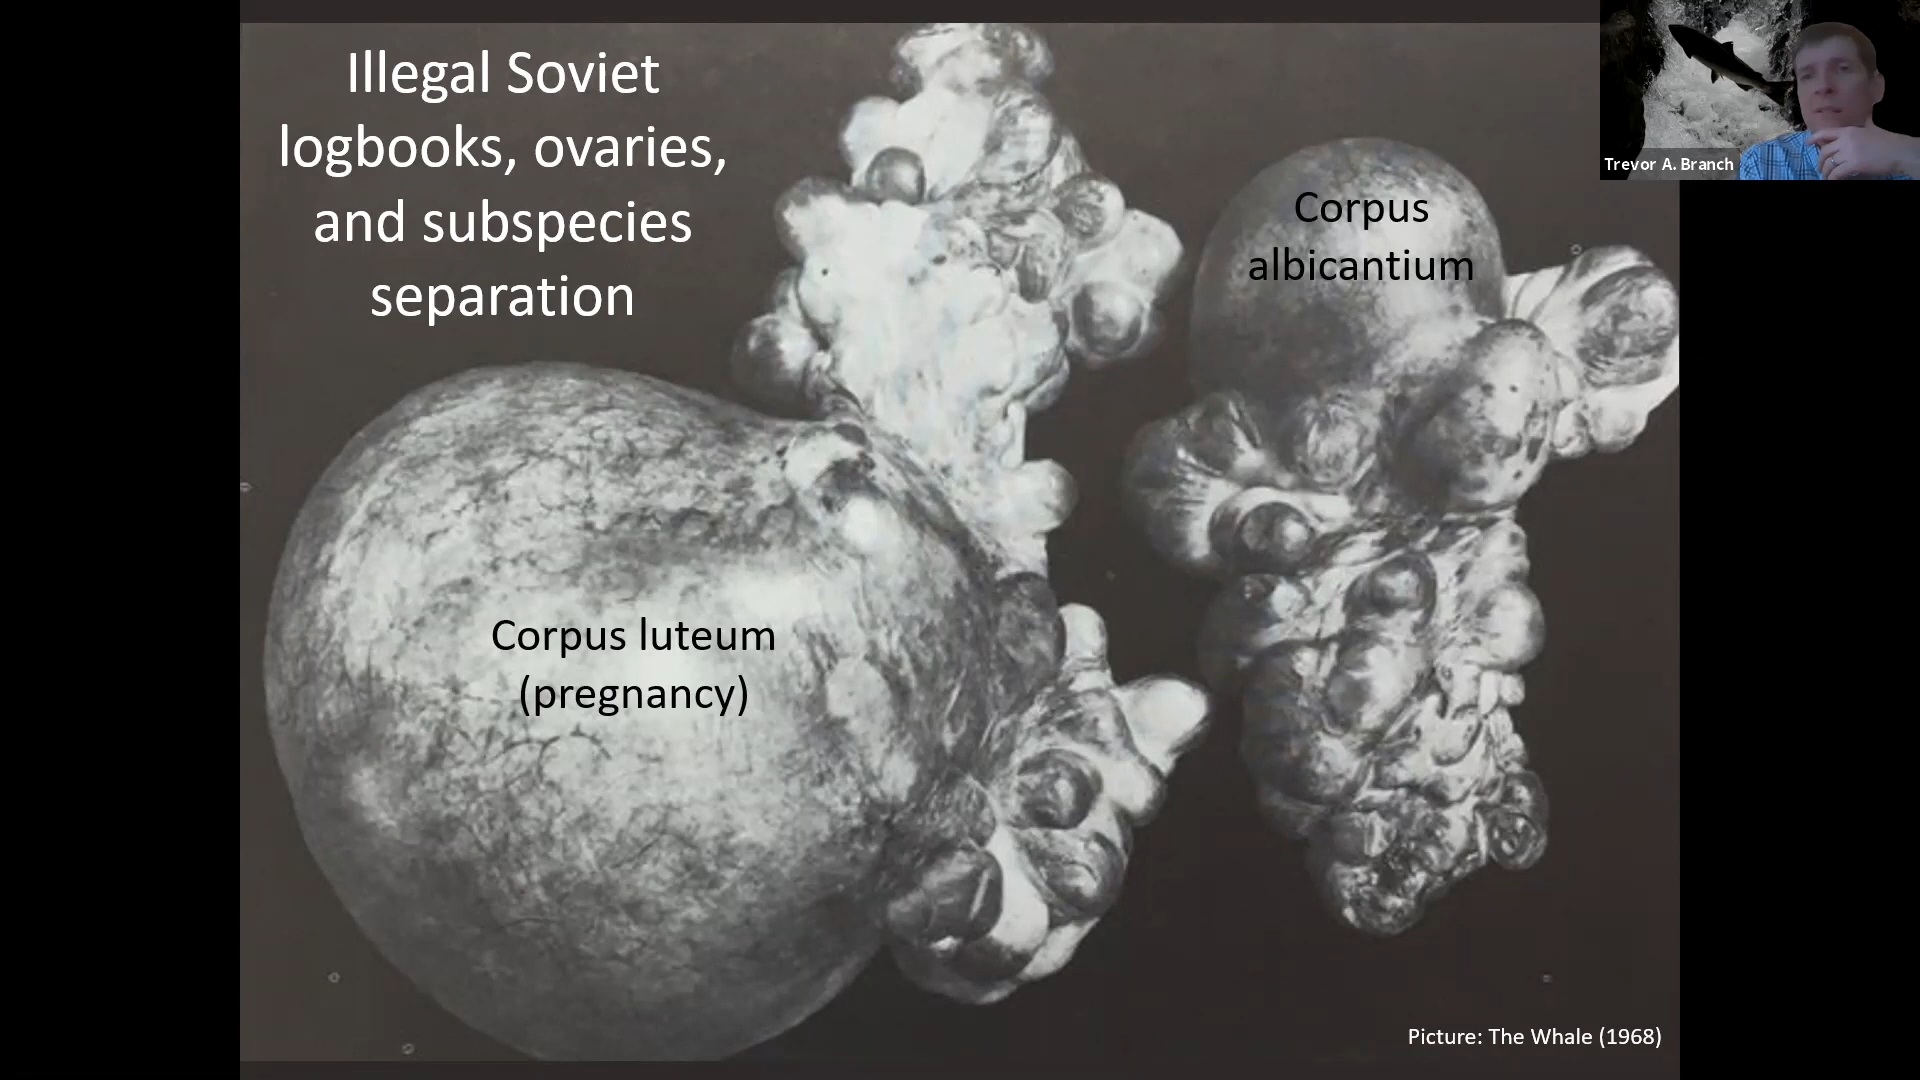 Illegal Soviet
logbooks, ovaries,
and subspecies
separation
Trevor A. Branch
Corpus
albicantium
Corpus luteum
(pregnancy)
Picture: The Whale (1968)